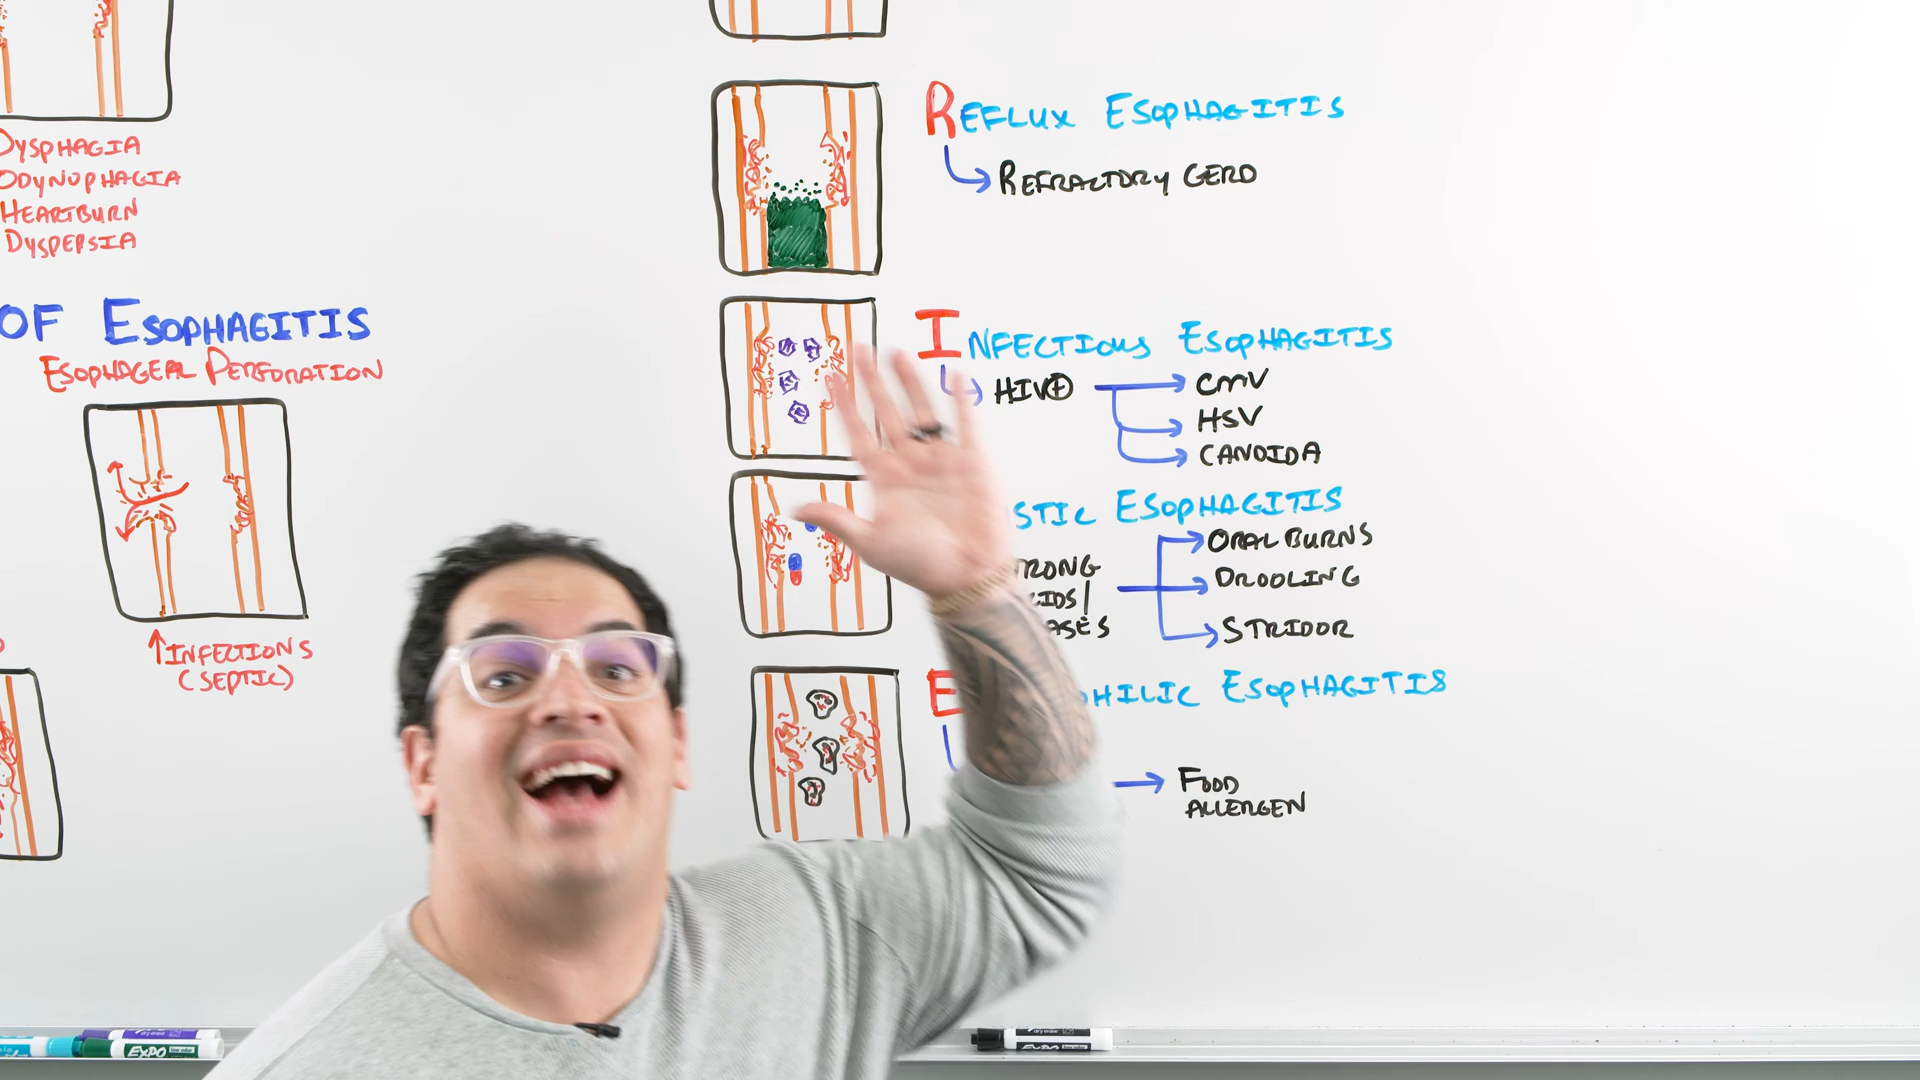 DYSPHAGIA
ODYNOPHAGIA
HEARTBURN
DYSPEPSIA
OF ESOPHAGITIS
ESOPHAGEAL PERFORATION
↑INFECTIONS
(SEPTIC)
REFLUX ESOPHAGITIS
REFRACTORY GERD
INFECTIOUS ESOPHAGITIS
HIV⊕
CMV
HSV
CANDIDA
STIC ESOPHAGITIS
RONG
IDS/
ASES
ORAL BURNS
DROOLING
STRIDOR
E HILIC ESOPHAGITIS
FOOD
ALLERGEN
EXPO